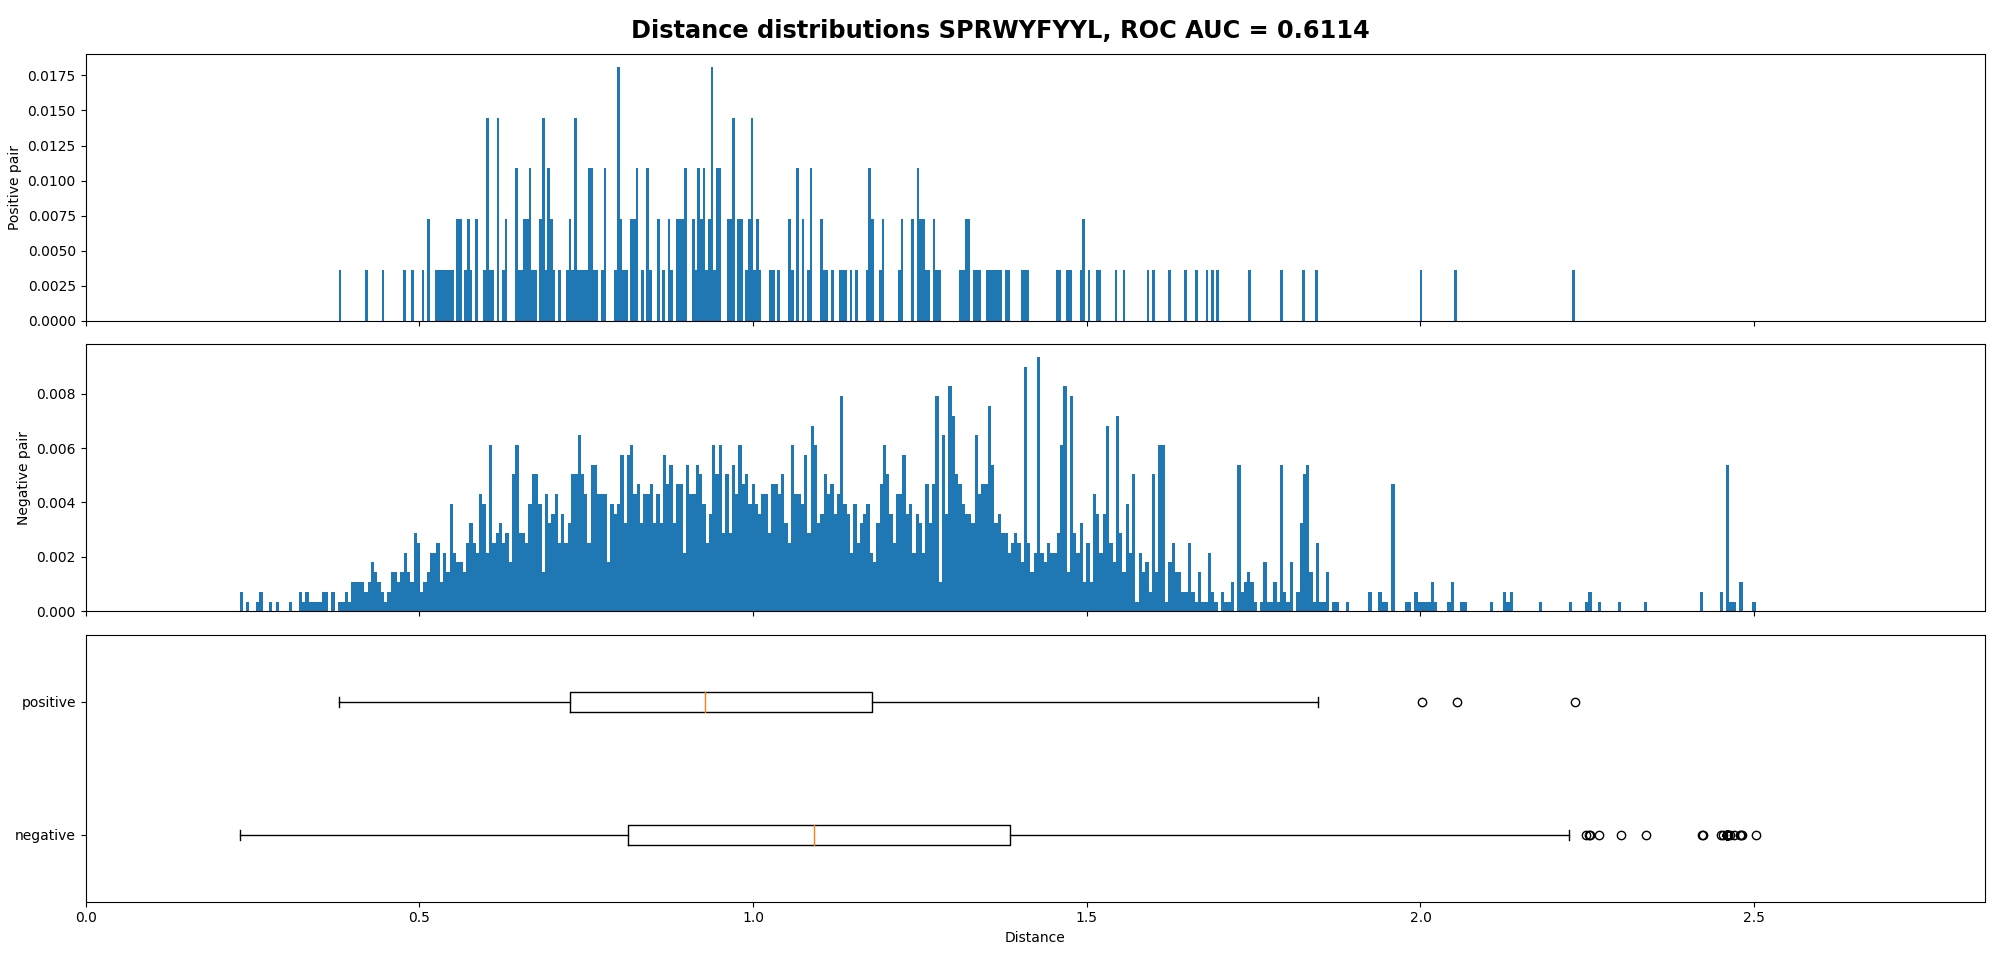 Distance distributions SPRWYFYYL, ROC AUC = 0.6114
0.0175
0.0150
0.0125
0.0100
0.0075
0.0050
0.0025
0.0000
Positive pair
0.008
0.006
0.004
0.002
0.000
Negative pair
positive
negative
0.0 0.5 1.0 1.5 2.0 2.5
Distance